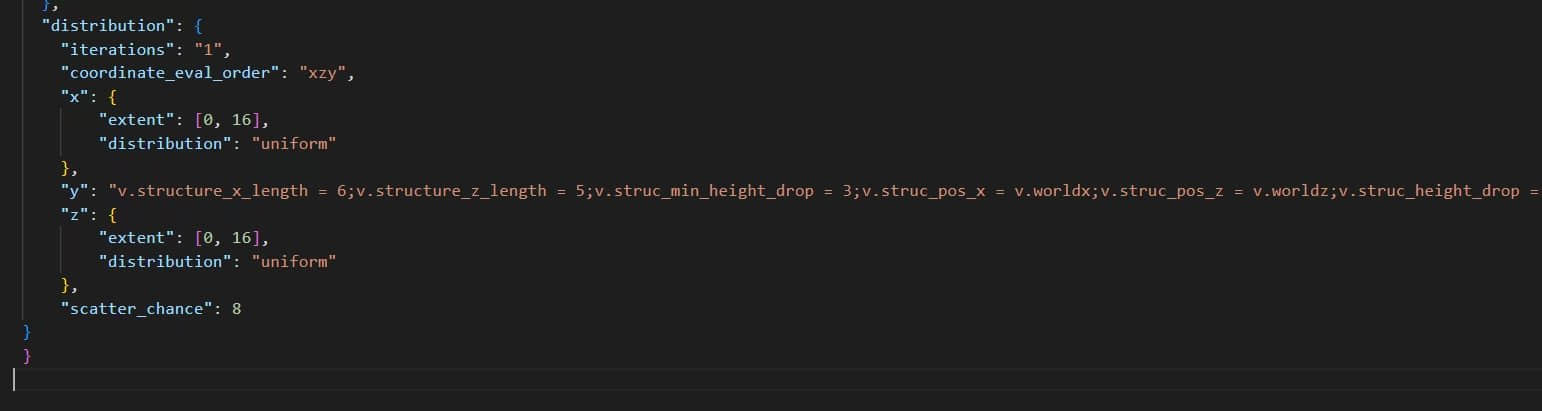 },
"distribution": {
"iterations": "1",
"coordinate_eval_order": "xzy",
"x": {
"extent": [0, 16],
"distribution": "uniform"
},
"y": "v.structure_x_length = 6;v.structure_z_length = 5;v.struc_min_height_drop = 3;v.struc_pos_x = v.worldx;v.struc_pos_z = v.worldz;v.struc_height_drop =
"z": {
"extent": [0, 16],
"distribution": "uniform"
},
"scatter_chance": 8
}
}